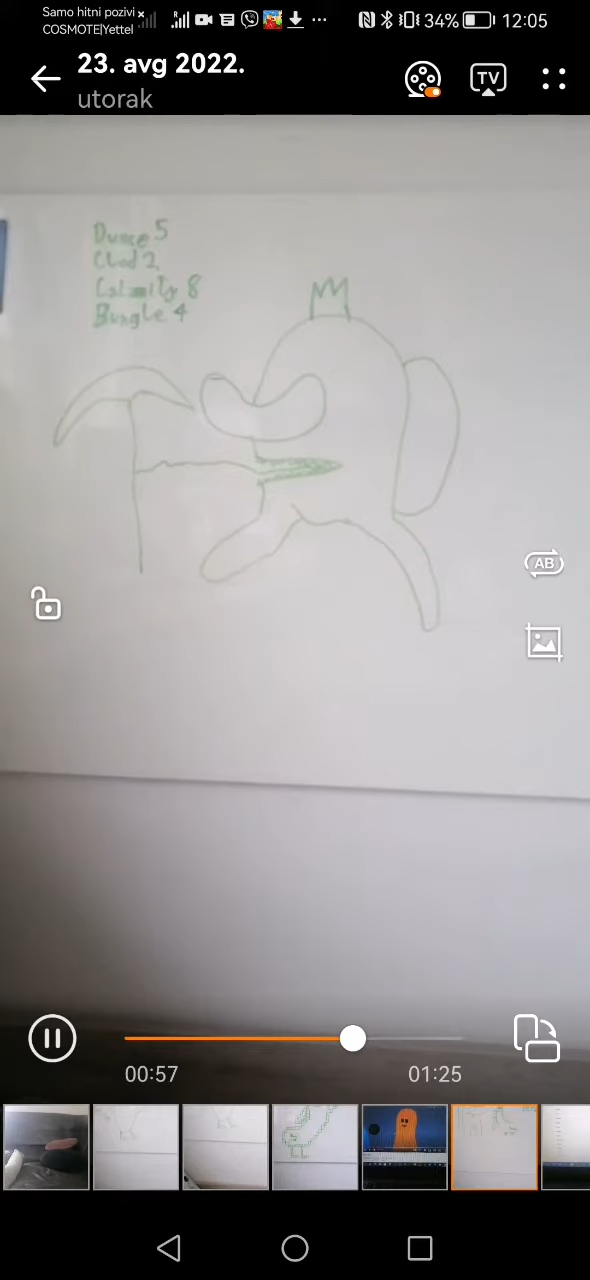 Samo hitni pozivi
COSMOTE|Yettel
34%
12:05
23. avg 2022.
utorak
TV
Dunce 5
Clod 2
Calamity 8
Bungle 4
AB
00:57
01:25